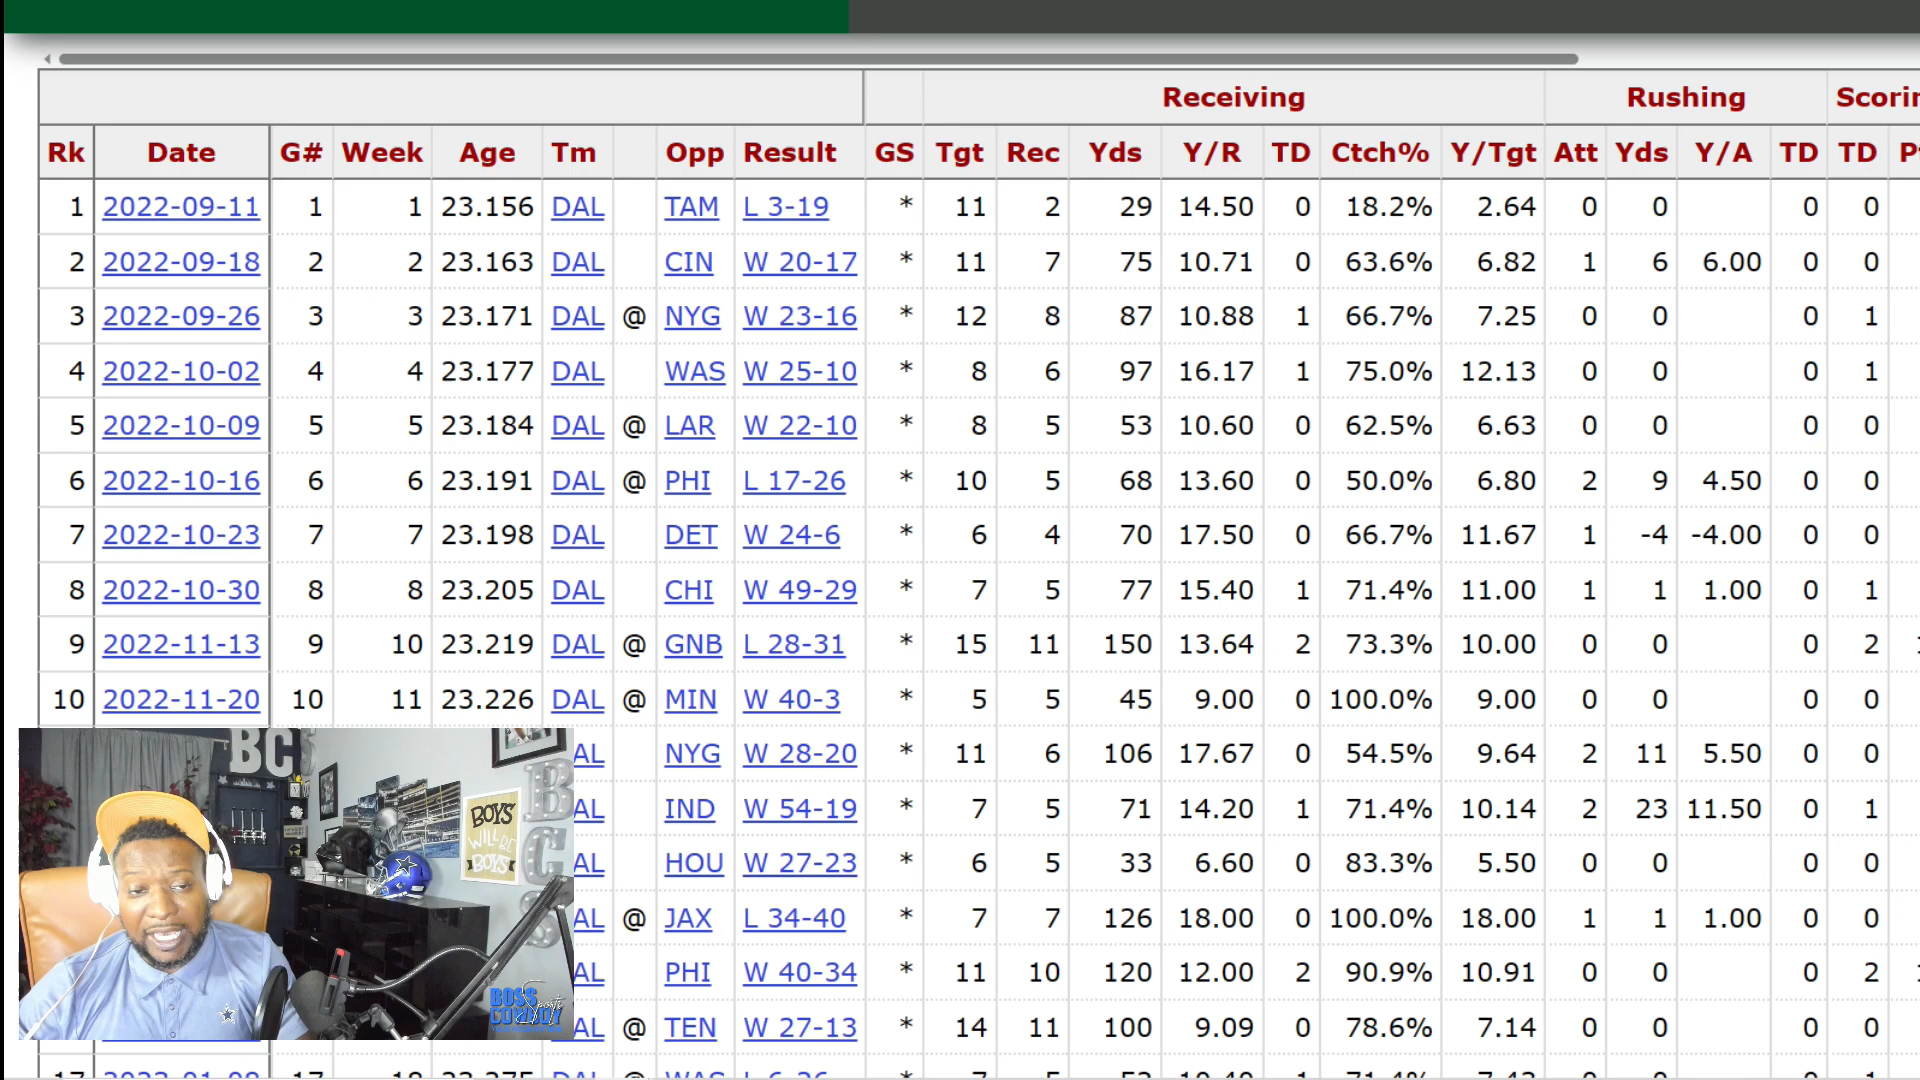 Receiving Rushing
Rk Date G# Week Age Tm Opp Result GS Tgt Rec Yds Y/R TD Ctch% Y/Tgt Att Yds Y/A TD TD
1 2022-09-11 1 1 23.156 DAL TAM L 3-19 * 11 2 29 14.50 0 18.2% 2.64 0 0 0 0
2 2022-09-18 2 2 23.163 DAL CIN W 20-17 * 11 7 75 10.71 0 63.6% 6.82 1 6 6.00 0 0
3 2022-09-26 3 3 23.171 DAL @ NYG W 23-16 * 12 8 87 10.88 1 66.7% 7.25 0 0 0 1
4 2022-10-02 4 4 23.177 DAL WAS W 25-10 * 8 6 97 16.17 1 75.0% 12.13 0 0 0 1
5 2022-10-09 5 5 23.184 DAL @ LAR W 22-10 * 8 5 53 10.60 0 62.5% 6.63 0 0 0 0
6 2022-10-16 6 6 23.191 DAL @ PHI L 17-26 * 10 5 68 13.60 0 50.0% 6.80 2 9 4.50 0 0
7 2022-10-23 7 7 23.198 DAL DET W 24-6 * 6 4 70 17.50 0 66.7% 11.67 1 -4 -4.00 0 0
8 2022-10-30 8 8 23.205 DAL CHI W 49-29 * 7 5 77 15.40 1 71.4% 11.00 1 1 1.00 0 1
9 2022-11-13 9 10 23.219 DAL @ GNB L 28-31 * 15 11 150 13.64 2 73.3% 10.00 0 0 0 2
10 2022-11-20 10 11 23.226 DAL @ MIN W 40-3 * 5 5 45 9.00 0 100.0% 9.00 0 0 0 0
AL NYG W 28-20 * 11 6 106 17.67 0 54.5% 9.64 2 11 5.50 0 0
AL IND W 54-19 * 7 5 71 14.20 1 71.4% 10.14 2 23 11.50 0 1
AL HOU W 27-23 * 6 5 33 6.60 0 83.3% 5.50 0 0 0 0
AL @ JAX L 34-40 * 7 7 126 18.00 0 100.0% 18.00 1 1 1.00 0 0
AL PHI W 40-34 * 11 10 120 12.00 2 90.9% 10.91 0 0 0 2
AL @ TEN W 27-13 * 14 11 100 9.09 0 78.6% 7.14 0 0 0 0
BC
BOYS
WILL BE
BOYS
BCS
BOSS
Sports
COWBOY